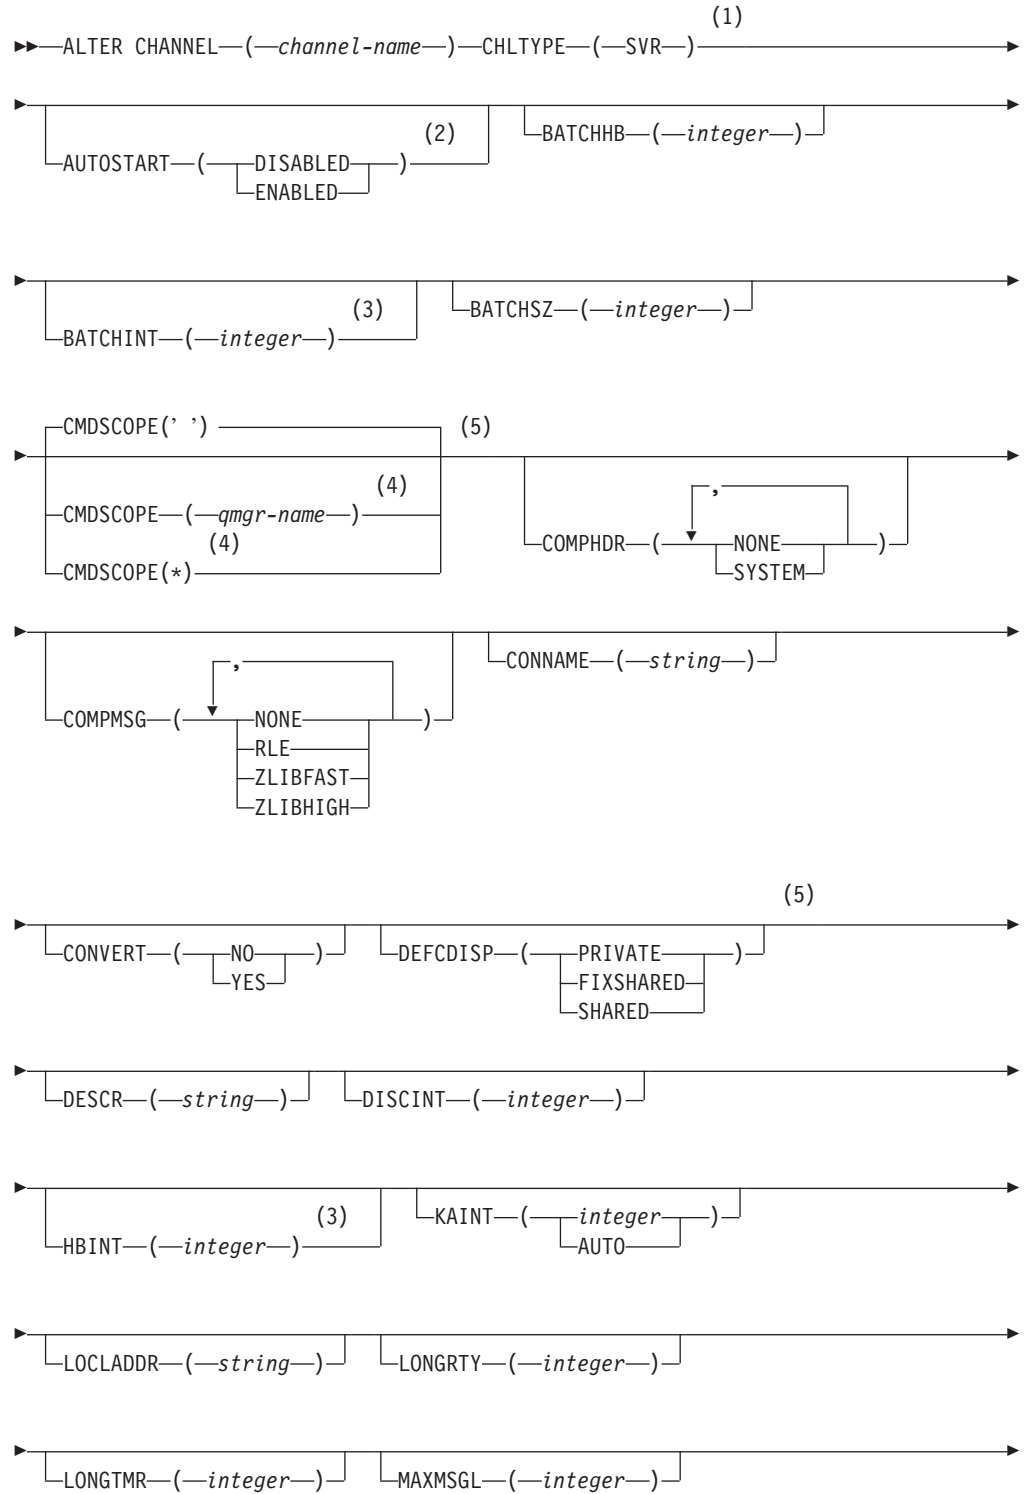 (1)
ALTER CHANNEL ( channel-name ) CHLTYPE ( SVR )
(2)
BATCHHB ( integer )
AUTOSTART ( DISABLED )
ENABLED
(3)
BATCHSZ ( integer )
BATCHINT ( integer )
CMDSCOPE(' ') (5)
(4)
CMDSCOPE ( qmgr-name )
(4)
CMDSCOPE(*)
,
COMPHDR ( NONE )
SYSTEM
,
CONNAME ( string )
COMPMSG ( NONE )
RLE
ZLIBFAST
ZLIBHIGH
(5)
CONVERT ( NO ) DEFCDISP ( PRIVATE )
YES FIXSHARED
SHARED
DESCR ( string ) DISCINT ( integer )
(3)
KAINT ( integer )
AUTO
HBINT ( integer )
LOCLADDR ( string ) LONGRTY ( integer )
LONGTMR ( integer ) MAXMSGL ( integer )